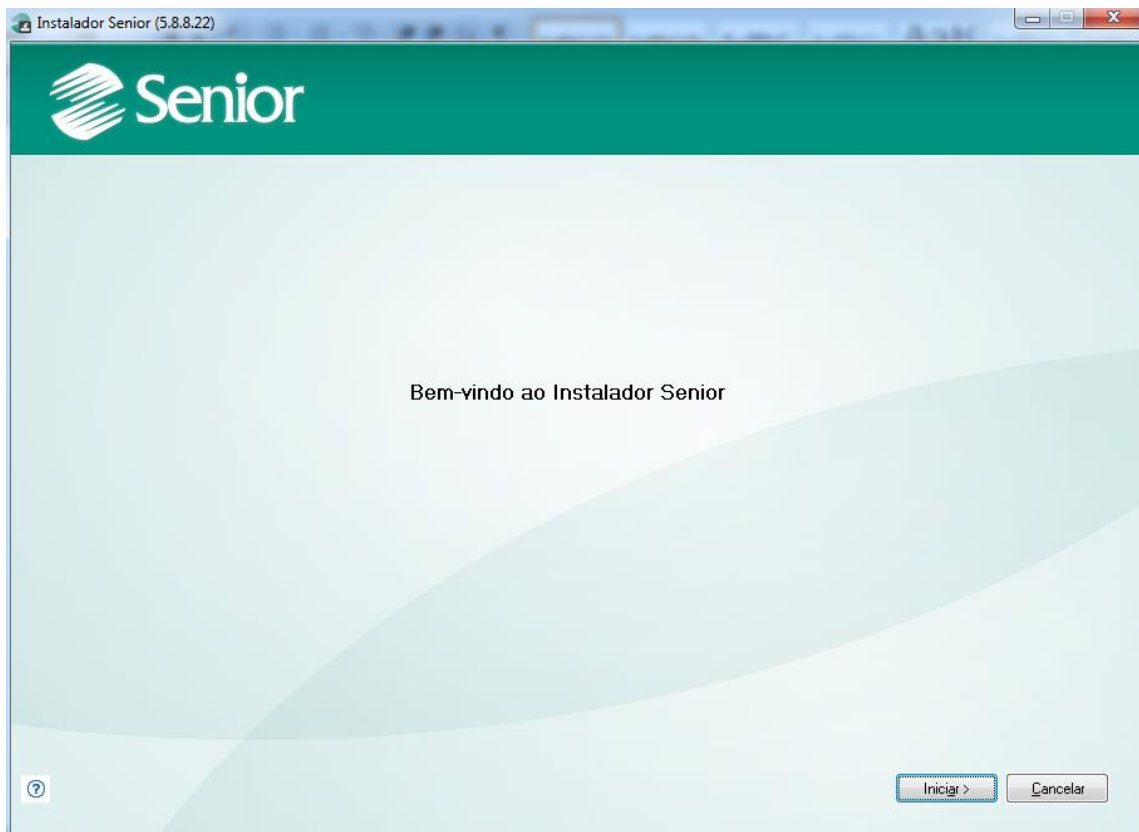 Instalador Senior (5.8.8.22)
Senior
Bem-vindo ao Instalador Senior
?
Iniciar >
Cancelar